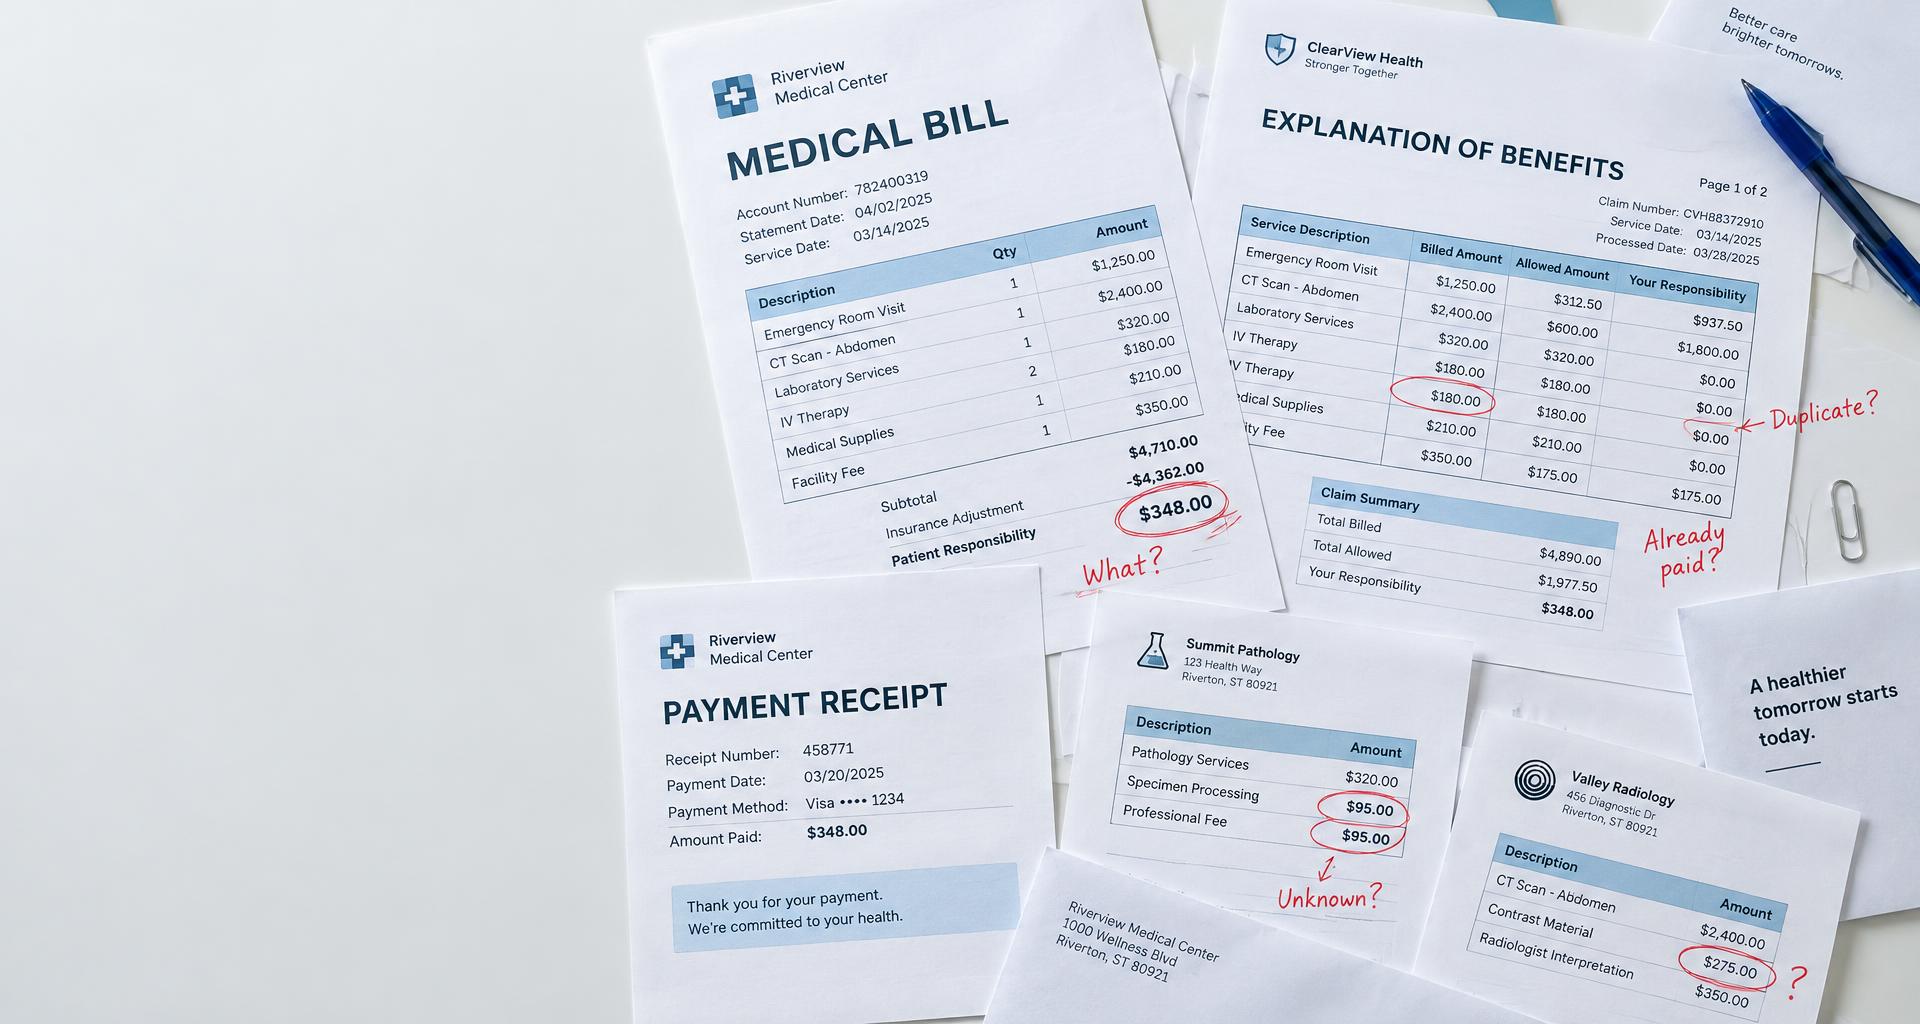 Riverview
Medical Center
MEDICAL BILL
Account Number: 782400319
Statement Date: 04/02/2025
Service Date: 03/14/2025
Description Qty Amount
Emergency Room Visit 1 $1,250.00
CT Scan - Abdomen 1 $2,400.00
Laboratory Services 1 $320.00
IV Therapy 2 $180.00
Medical Supplies 1 $210.00
Facility Fee 1 $350.00
Subtotal $4,710.00
Insurance Adjustment -$4,362.00
Patient Responsibility $348.00
What?
ClearView Health
Stronger Together
EXPLANATION OF BENEFITS
Page 1 of 2
Claim Number: CVH88372910
Service Date: 03/14/2025
Processed Date: 03/28/2025
Service Description Billed Amount Allowed Amount Your Responsibility
Emergency Room Visit $1,250.00 $312.50 $937.50
CT Scan - Abdomen $2,400.00 $600.00 $1,800.00
Laboratory Services $320.00 $320.00 $0.00
IV Therapy $180.00 $180.00 $0.00
V Therapy $180.00 $180.00 $0.00
edical Supplies $210.00 $210.00 $0.00
ity Fee $350.00 $175.00 $175.00
Duplicate?
Claim Summary
Total Billed $4,890.00
Total Allowed $1,977.50
Your Responsibility $348.00
Already
paid?
Better care
brighter tomorrows.
Riverview
Medical Center
PAYMENT RECEIPT
Receipt Number: 458771
Payment Date: 03/20/2025
Payment Method: Visa •••• 1234
Amount Paid: $348.00
Thank you for your payment.
We're committed to your health.
Summit Pathology
123 Health Way
Riverton, ST 80921
Description Amount
Pathology Services $320.00
Specimen Processing $95.00
Professional Fee $95.00
Unknown?
Valley Radiology
456 Diagnostic Dr
Riverton, ST 80921
Description Amount
CT Scan - Abdomen $2,400.00
Contrast Material $275.00
Radiologist Interpretation $350.00
?
A healthier
tomorrow starts
today.
Riverview Medical Center
1000 Wellness Blvd
Riverton, ST 80921